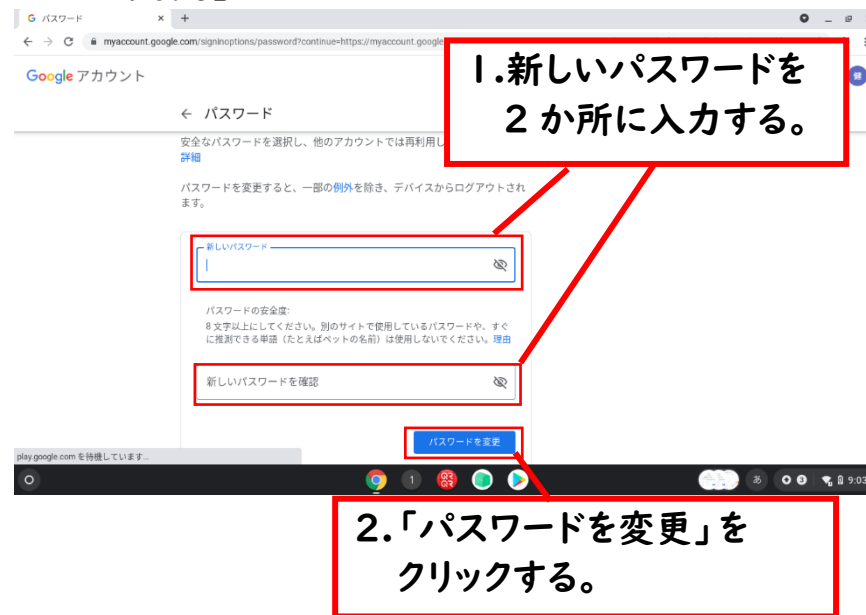 パスワード
myaccount.google.com/signinoptions/password?continue=https://myaccount.google
Google アカウント
健
← パスワード
1.新しいパスワードを
2か所に入力する。
安全なパスワードを選択し、他のアカウントでは再利用し
詳細
パスワードを変更すると、一部の例外を除き、デバイスからログアウトされ
ます。
新しいパスワード
パスワードの安全度:
8 文字以上にしてください。別のサイトで使用しているパスワードや、すぐ
に推測できる単語（たとえばペットの名前）は使用しないでください。理由
新しいパスワードを確認
パスワードを変更
play.google.com を待機しています...
1
あ
3
9:03
2.「パスワードを変更」を
クリックする。